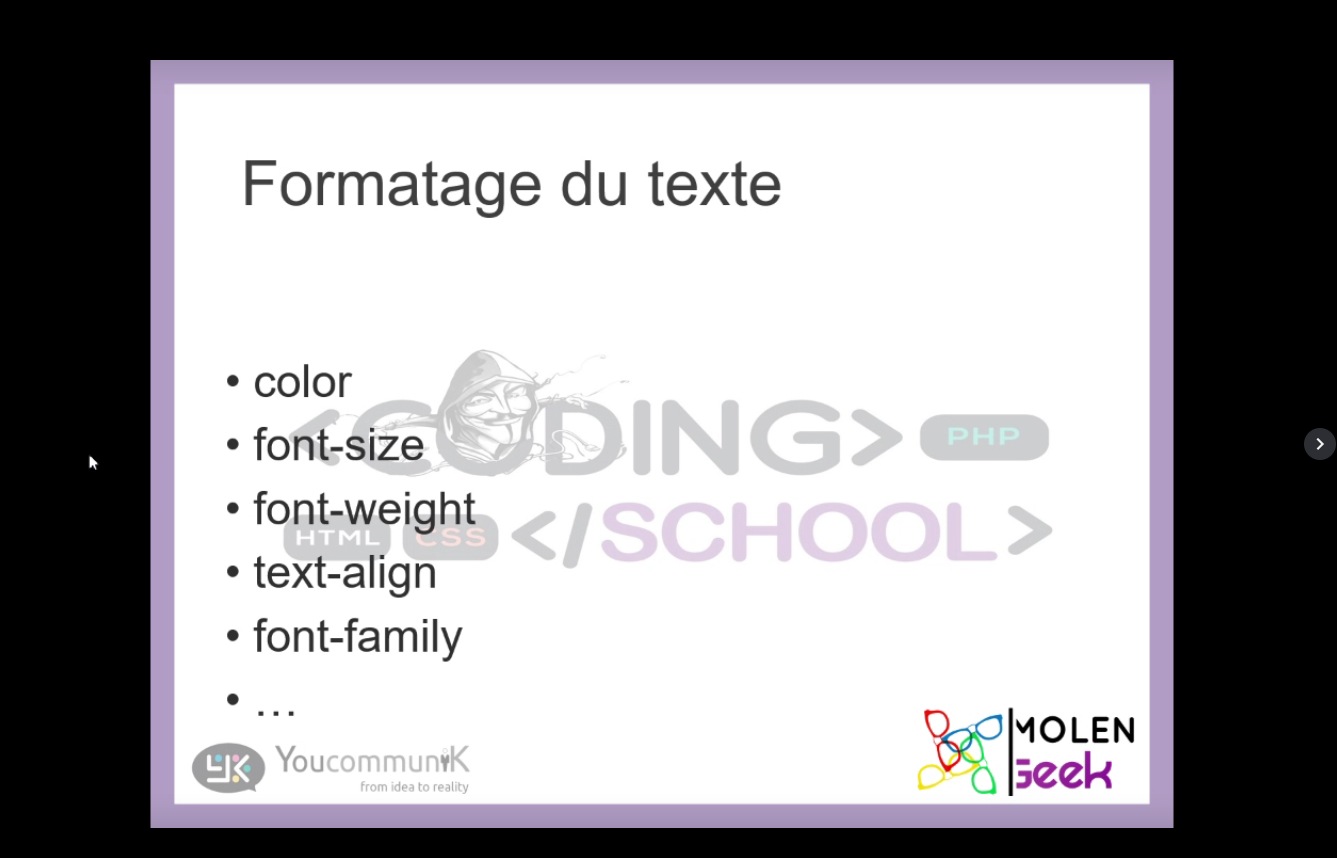 Formatage du texte
• color
• font-size
• font-weight
• text-align
• font-family
• …
<CODING> PHP
HTML CSS </SCHOOL>
YK Youcommunik
from idea to reality
MOLEN
Geek